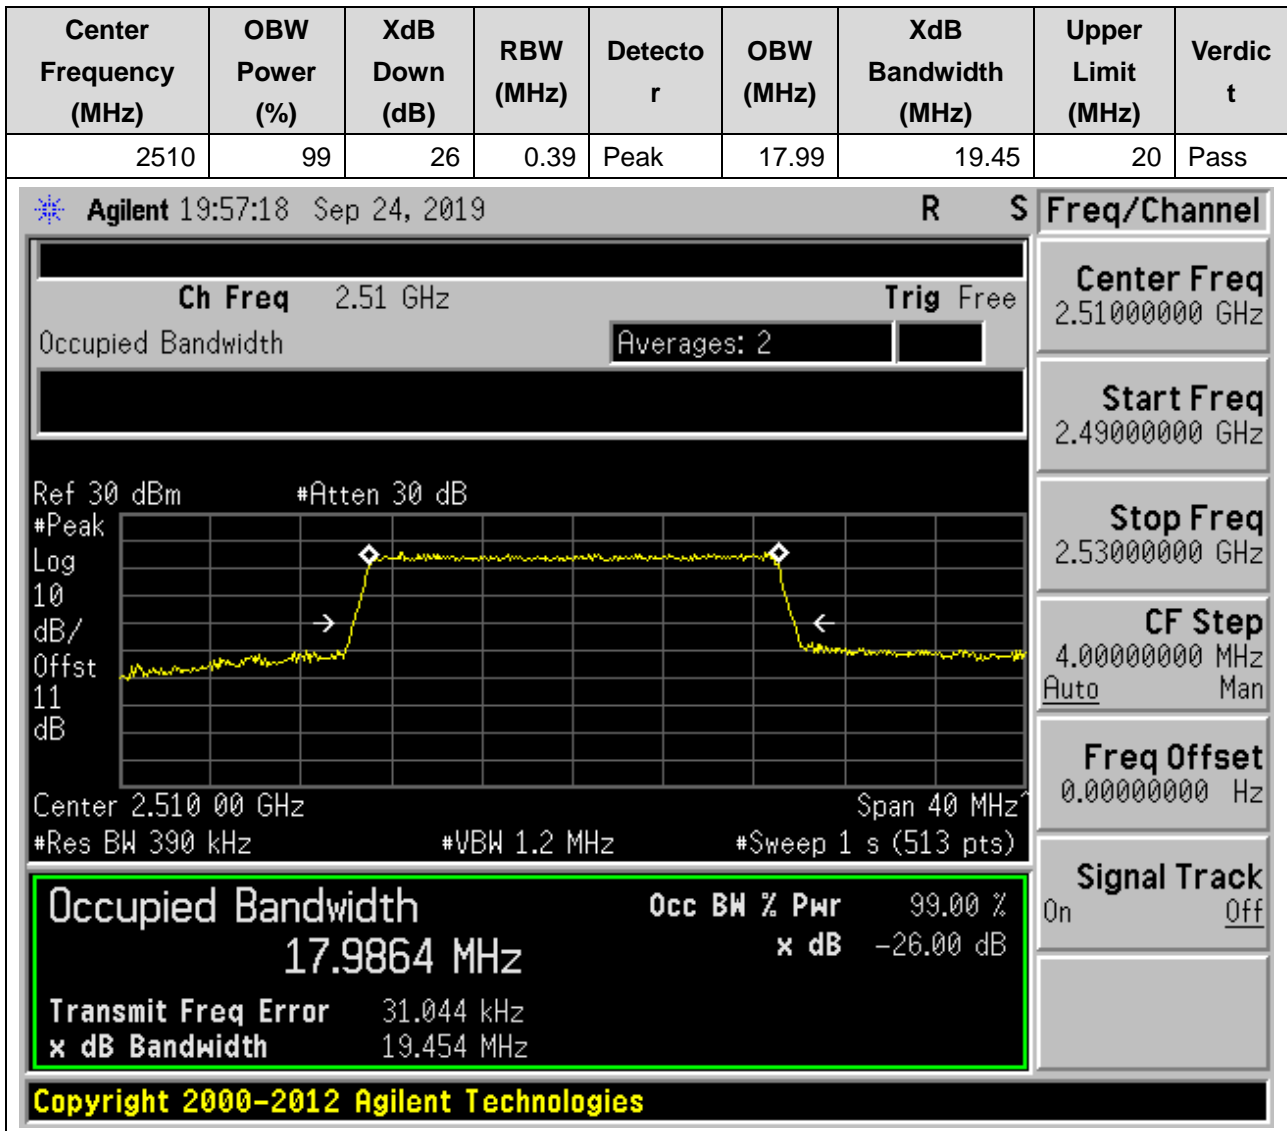 Center Frequency (MHz) OBW Power (%) XdB Down (dB) RBW (MHz) Detecto r OBW (MHz) XdB Bandwidth (MHz) Upper Limit (MHz) Verdic t
2510 99 26 0.39 Peak 17.99 19.45 20 Pass
Agilent 19:57:18 Sep 24, 2019 R S
Ch Freq 2.51 GHz Trig Free
Occupied Bandwidth Averages: 2
Ref 30 dBm #Atten 30 dB
#Peak
Log
10
dB/
Offst
11
dB
Center 2.510 00 GHz Span 40 MHz^
#Res BW 390 kHz #VBW 1.2 MHz #Sweep 1 s (513 pts)
Occupied Bandwidth Occ BW % Pwr 99.00 %
17.9864 MHz x dB -26.00 dB
Transmit Freq Error 31.044 kHz
x dB Bandwidth 19.454 MHz
Freq/Channel
Center Freq
2.51000000 GHz
Start Freq
2.49000000 GHz
Stop Freq
2.53000000 GHz
CF Step
4.00000000 MHz
Auto Man
Freq Offset
0.00000000 Hz
Signal Track
On Off
Copyright 2000-2012 Agilent Technologies